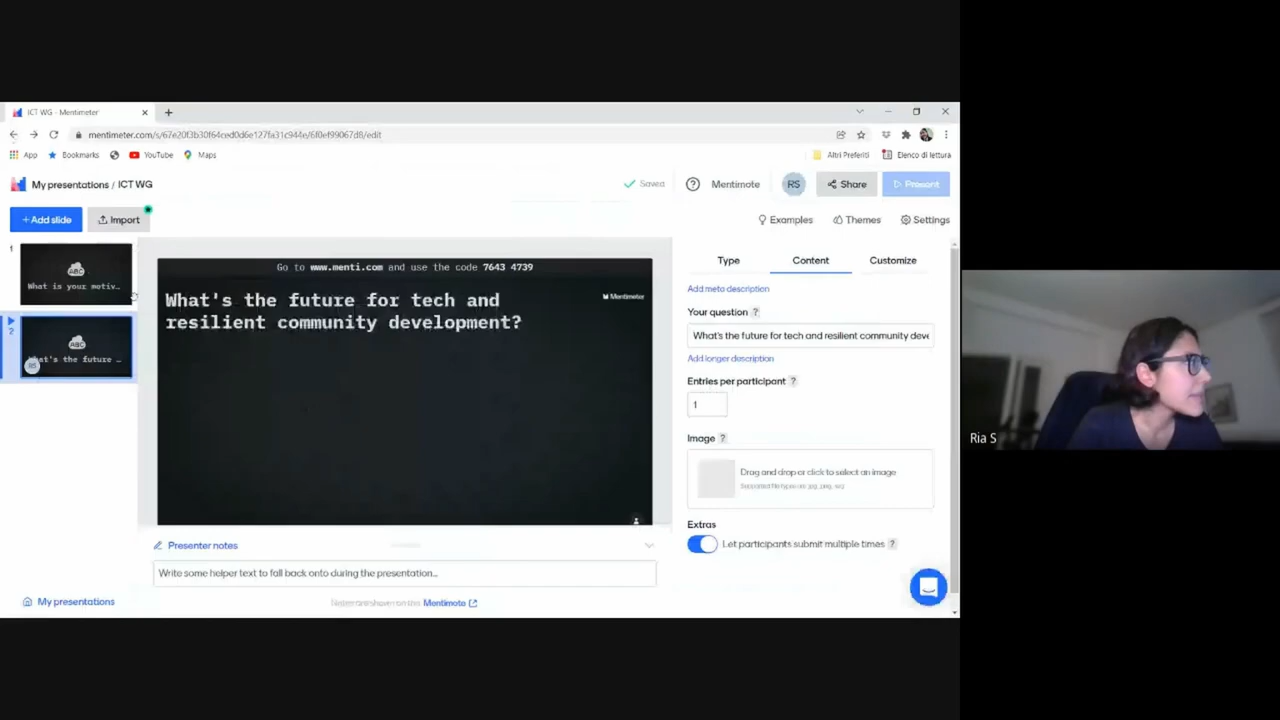 ICT WG - Mentimeter
mentimeter.com/s/67e20f3b30f64ced0d6e127fa31c944e/6f0ef99067d8/edit
App Bookmarks YouTube Maps Altri Preferiti Elenco di lettura
My presentations / ICT WG Saved Mentimote RS Share Present
+ Add slide Import Examples Themes Settings
1
What is your motiv...
2
What's the future ...
RS
Go to www.menti.com and use the code 7643 4739
Mentimeter
What's the future for tech and
resilient community development?
Presenter notes
Write some helper text to fall back onto during the presentation...
My presentations
Notes are shown on the Mentimote
Type Content Customize
Add meta description
Your question ?
What's the future for tech and resilient community deve
Add longer description
Entries per participant ?
1
Image ?
Drag and drop or click to select an image
Extras
Let participants submit multiple times ?
Ria S